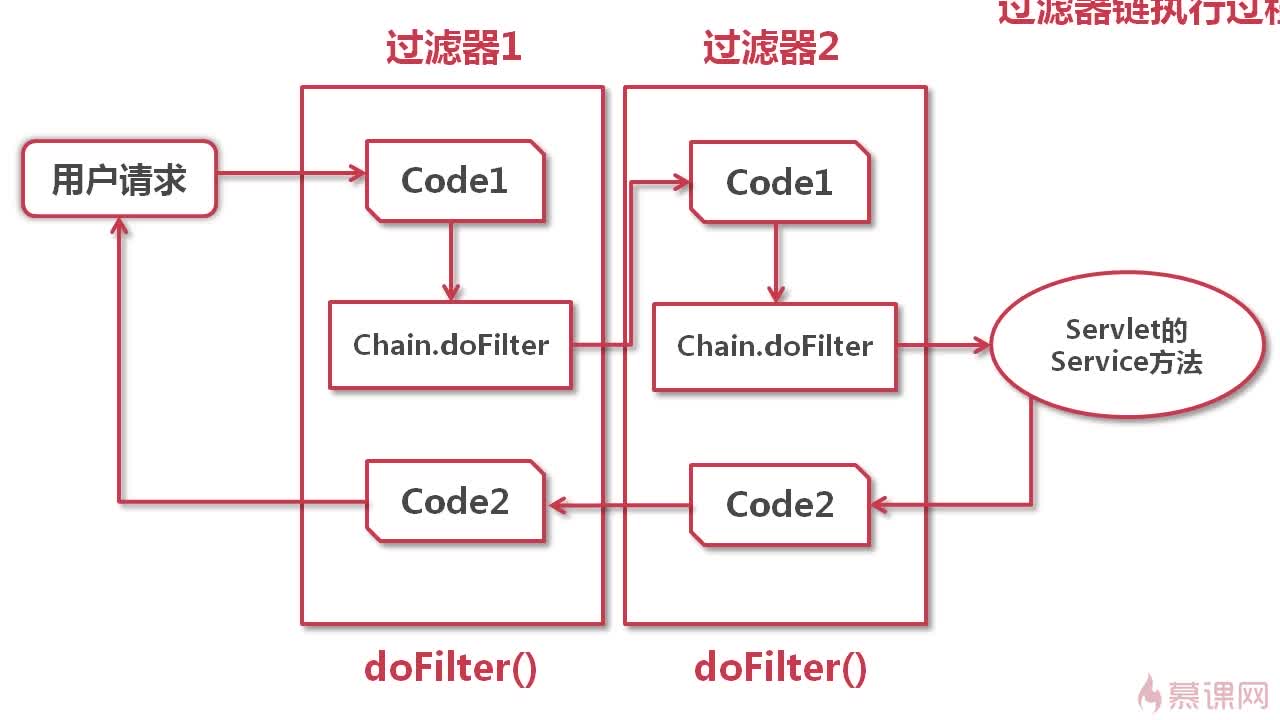 过滤器链执行过程
过滤器1
过滤器2
用户请求
Code1
Code1
Chain.doFilter
Chain.doFilter
Servlet的
Service方法
Code2
Code2
doFilter()
doFilter()
慕课网